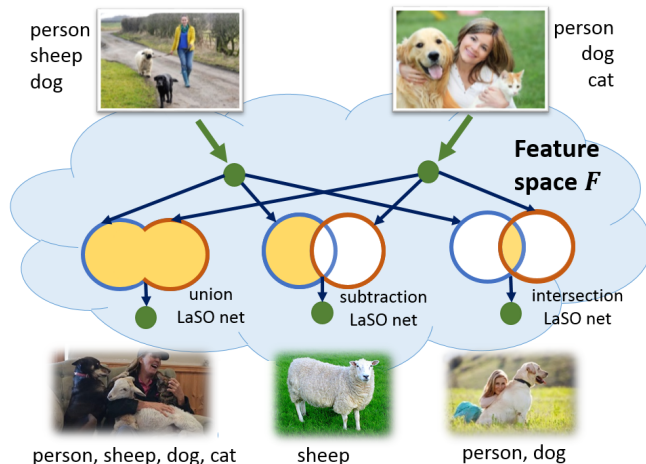 person
sheep
dog
person
dog
cat
Feature
space F
union
LaSO net
subtraction
LaSO net
intersection
LaSO net
person, sheep, dog, cat
sheep
person, dog